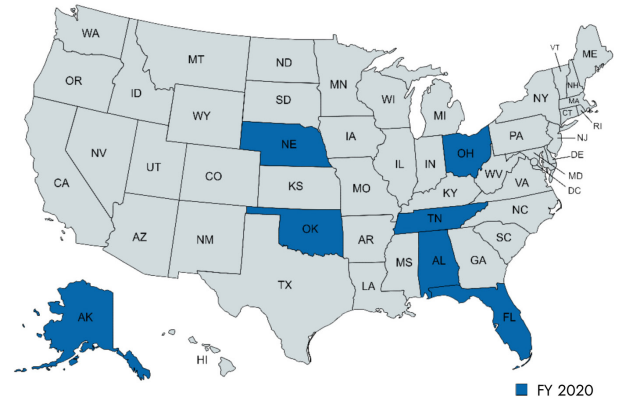 WA
MT
ND
MN
VT
ME
OR
ID
WY
SD
WI
MI
NY
NH
MA
CT
RI
NE
IA
PA
NJ
NV
UT
CO
KS
MO
IL
IN
OH
WV
VA
DE
MD
DC
CA
KY
AZ
NM
OK
AR
TN
NC
SC
TX
LA
MS
AL
GA
FL
AK
HI
FY 2020